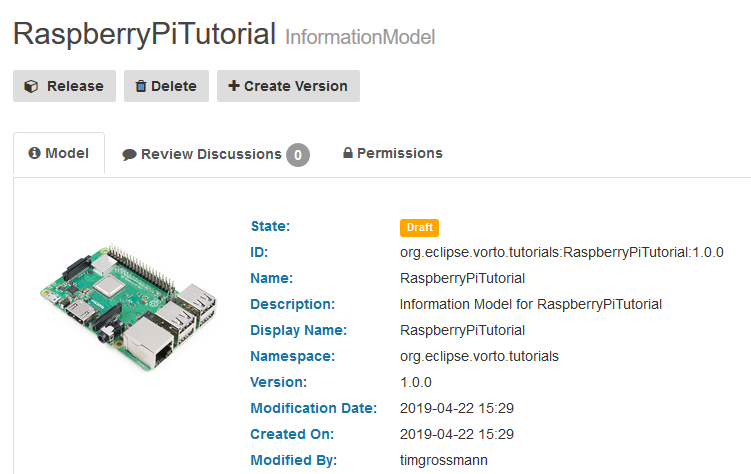 RaspberryPiTutorial InformationModel
Release Delete Create Version
Model Review Discussions 0 Permissions
State: Draft
ID: org.eclipse.vorto.tutorials:RaspberryPiTutorial:1.0.0
Name: RaspberryPiTutorial
Description: Information Model for RaspberryPiTutorial
Display Name: RaspberryPiTutorial
Namespace: org.eclipse.vorto.tutorials
Version: 1.0.0
Modification Date: 2019-04-22 15:29
Created On: 2019-04-22 15:29
Modified By: timgrossmann